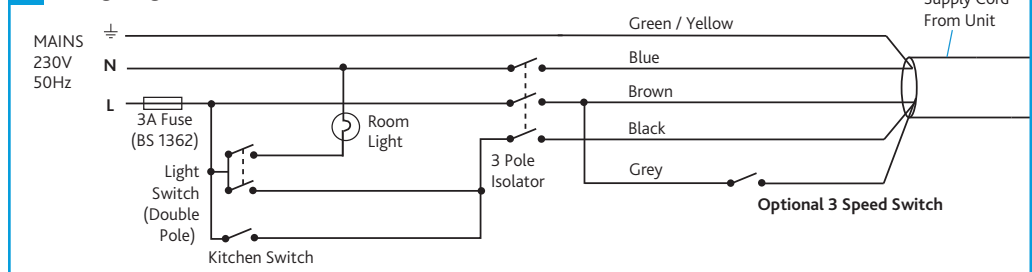 Supply Cord
From Unit
Green / Yellow
MAINS
230V
50Hz
N
Blue
L
Brown
3A Fuse
(BS 1362)
Room
Light
Black
3 Pole
Isolator
Light
Switch
(Double
Pole)
Grey
Optional 3 Speed Switch
Kitchen Switch